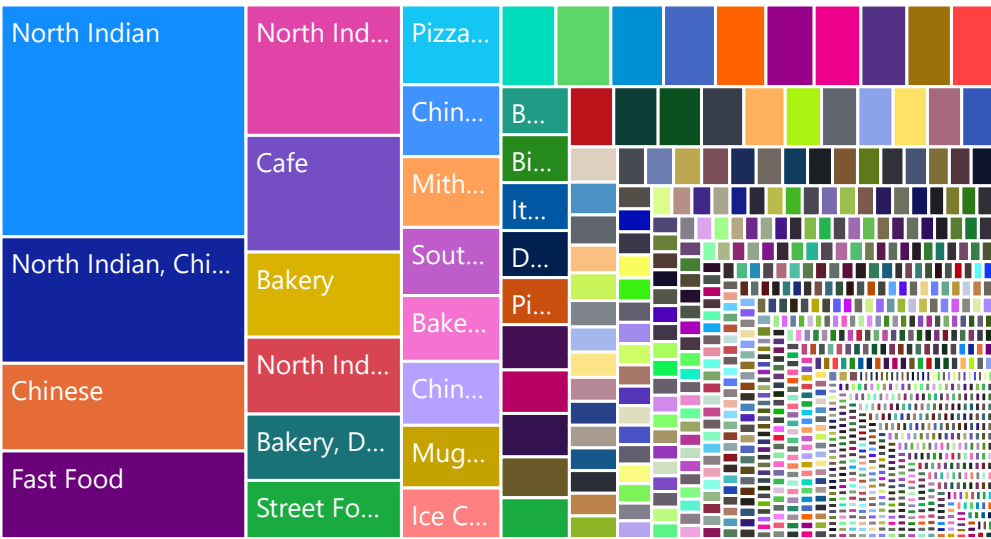 North Indian
North Indian, Chi...
Chinese
Fast Food
North Ind...
Cafe
Bakery
North Ind...
Bakery, D...
Street Fo...
Pizza...
Chin...
Mith...
Sout...
Bake...
Chin...
Mug...
Ice C...
B...
Bi...
It...
D...
Pi...